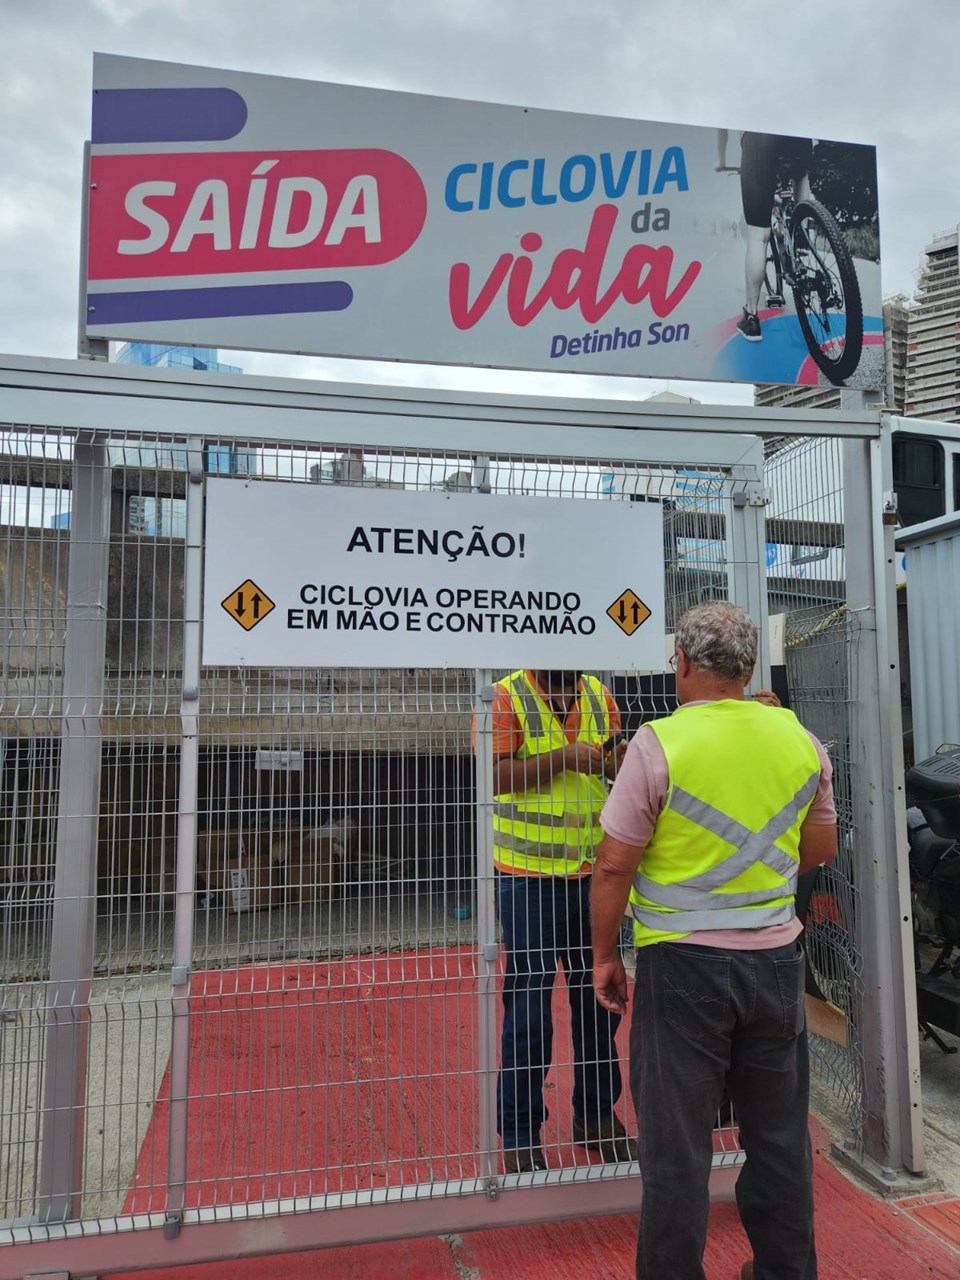 SAÍDA
CICLOVIA
da
vida
Detinha Son
ATENÇÃO!
CICLOVIA OPERANDO
EM MÃO E CONTRAMÃO